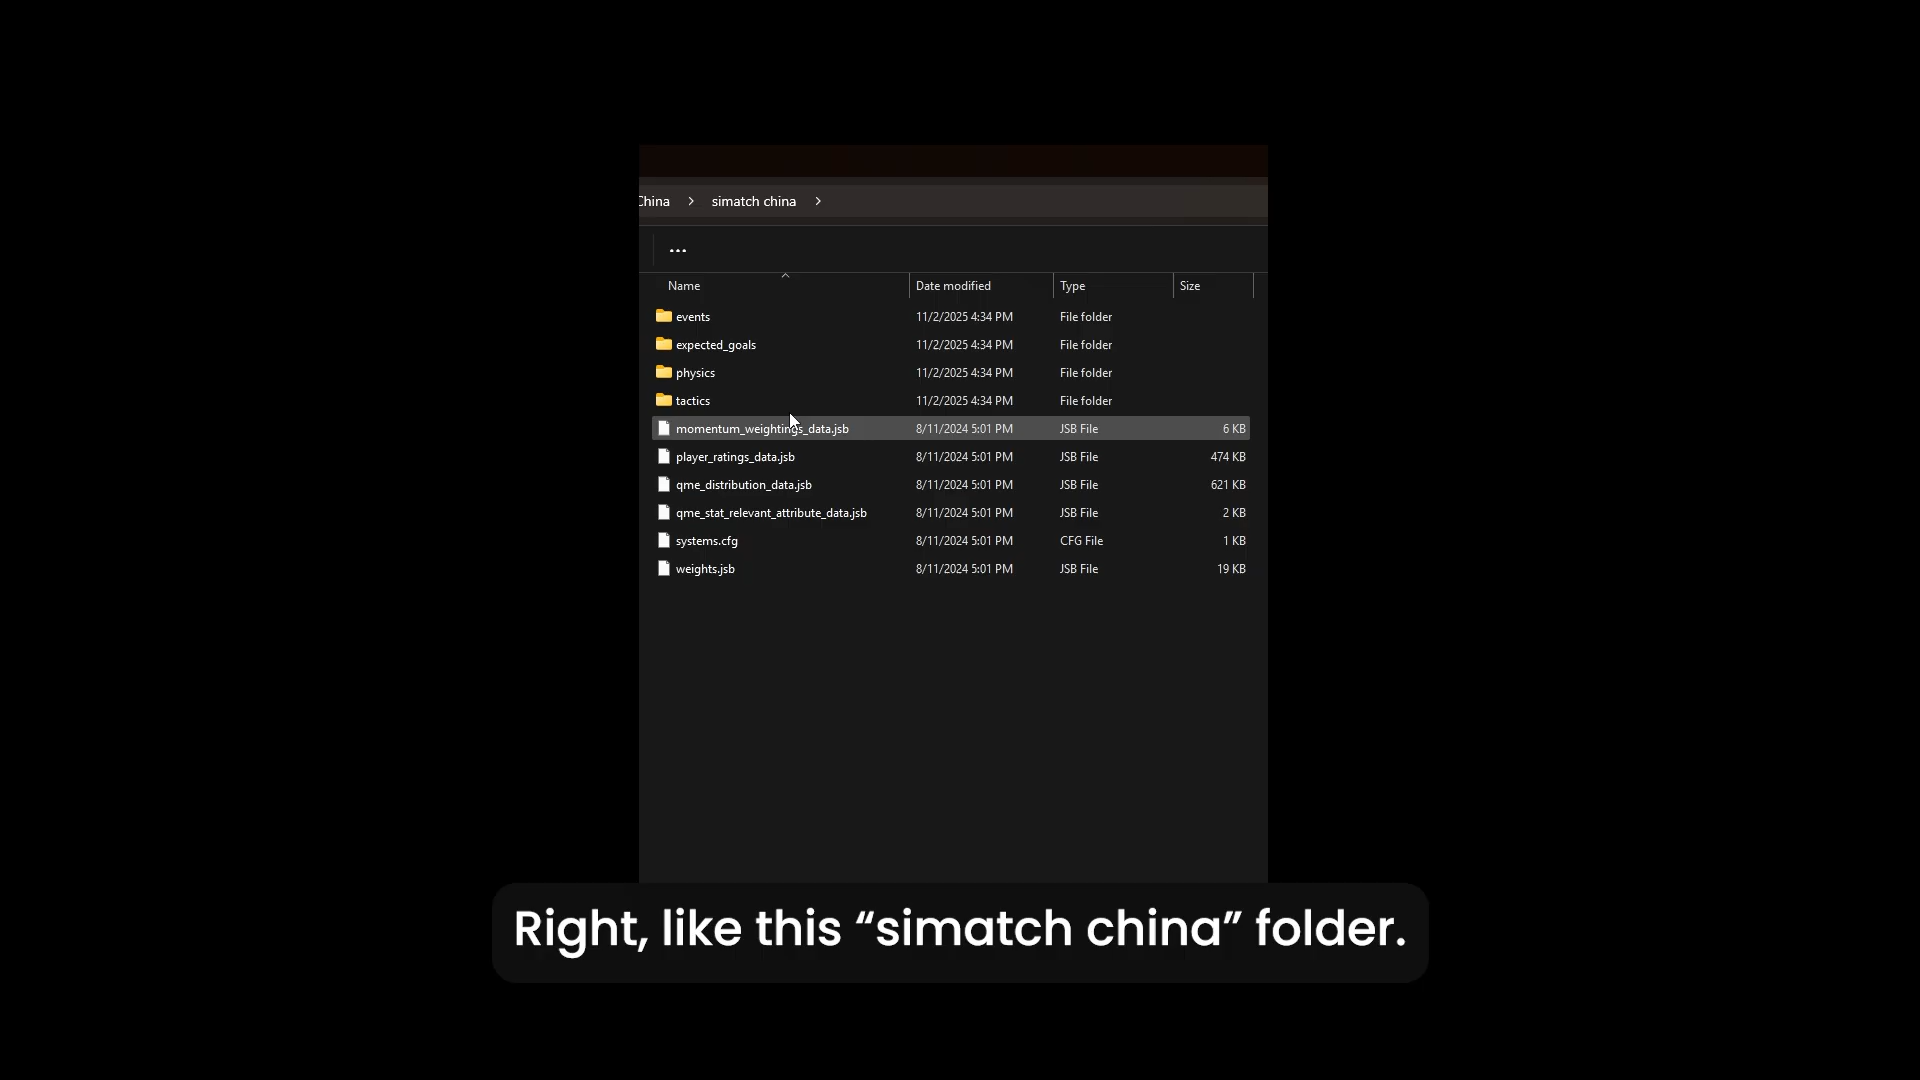 China > simatch china >
...
Name Date modified Type Size
events 11/2/2025 4:34 PM File folder
expected_goals 11/2/2025 4:34 PM File folder
physics 11/2/2025 4:34 PM File folder
tactics 11/2/2025 4:34 PM File folder
momentum_weightings_data.jsb 8/11/2024 5:01 PM JSB File 6 KB
player_ratings_data.jsb 8/11/2024 5:01 PM JSB File 474 KB
qme_distribution_data.jsb 8/11/2024 5:01 PM JSB File 621 KB
qme_stat_relevant_attribute_data.jsb 8/11/2024 5:01 PM JSB File 2 KB
systems.cfg 8/11/2024 5:01 PM CFG File 1 KB
weights.jsb 8/11/2024 5:01 PM JSB File 19 KB
Right, like this “simatch china” folder.